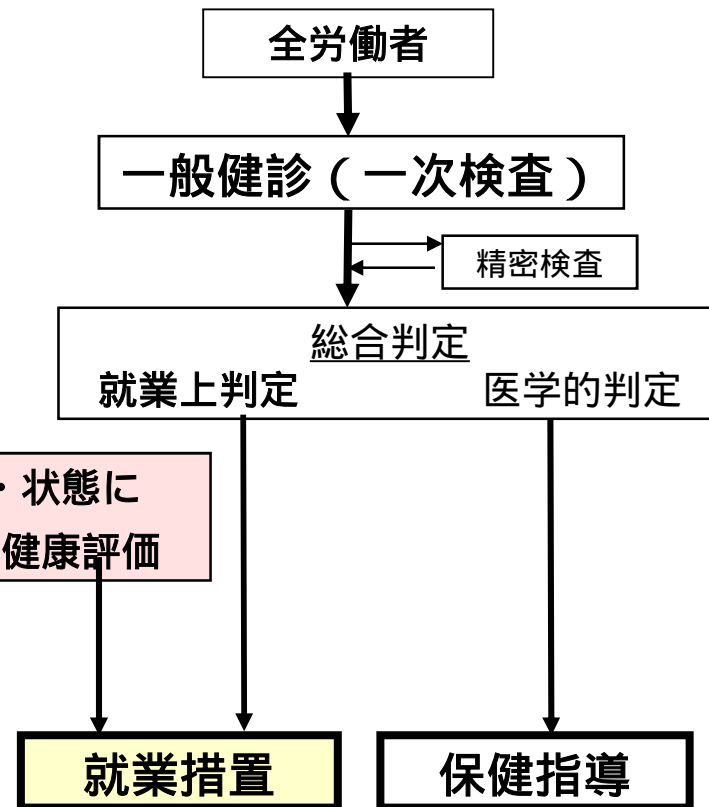 全労働者
一般健診（一次検査）
精密検査
総合判定
就業上判定 医学的判定
・状態に
健康評価
就業措置 保健指導